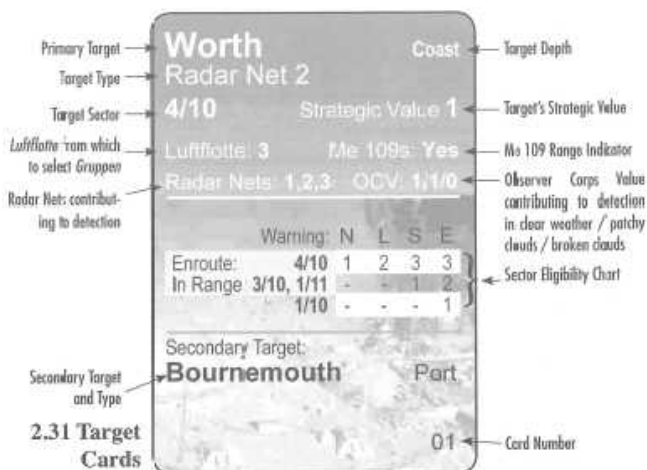 Primary Target
Worth
Coast
Target Depth
Target Type
Radar Net 2
Target Sector
4/10
Strategic Value 1
Target's Strategic Value
Luftflotte from which
to select Gruppen
Luftflotte: 3
Me 109s: Yes
Me 109 Range Indicator
Radar Nets contribut-
ing to detection
Radar Nets: 1,2,3
OCV: 1/1/0
Observer Corps Value
contributing to detection
in clear weather / patchy
clouds / broken clouds
Warning: N L S E
Enroute: 4/10 1 2 3 3
In Range 3/10, 1/11 - - 1 2
1/10 - - - 1
Sector Eligibility Chart
Secondary Target:
Secondary Target
and Type
Bournemouth
Port
2.31 Target
Cards
01
Card Number